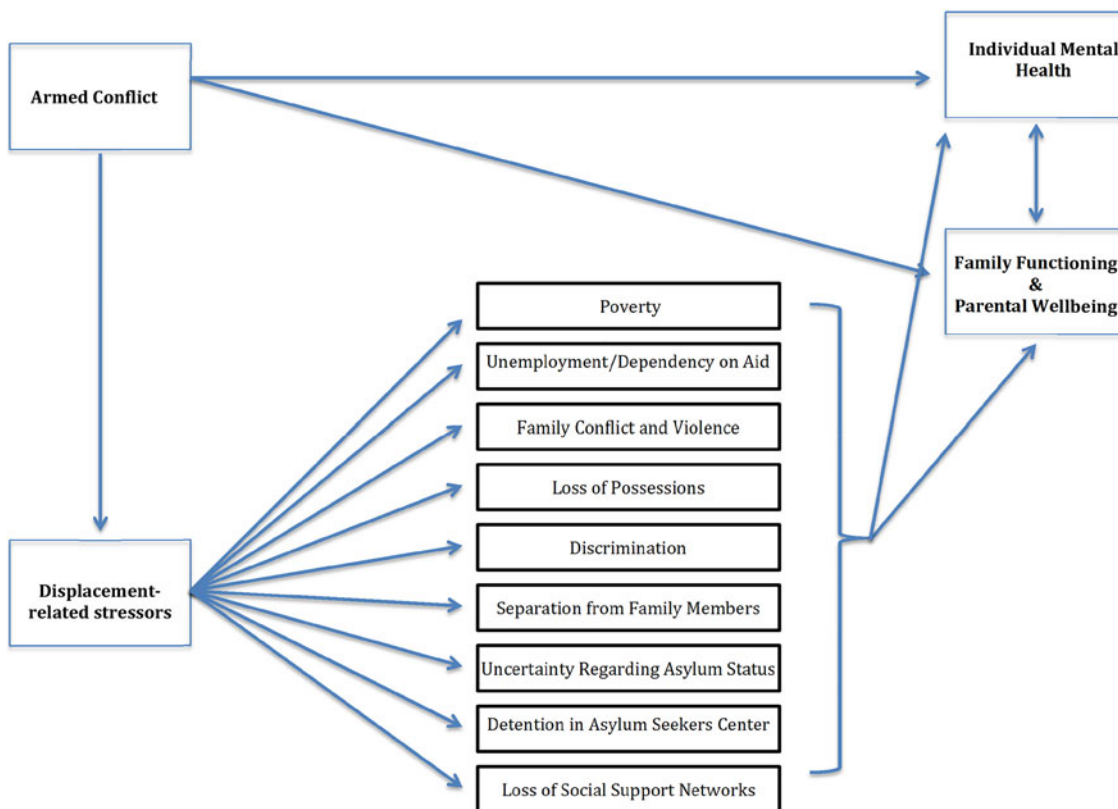 Armed Conflict
Individual Mental
Health
Family Functioning
&
Parental Wellbeing
Displacement-
related stressors
Poverty
Unemployment/Dependency on Aid
Family Conflict and Violence
Loss of Possessions
Discrimination
Separation from Family Members
Uncertainty Regarding Asylum Status
Detention in Asylum Seekers Center
Loss of Social Support Networks